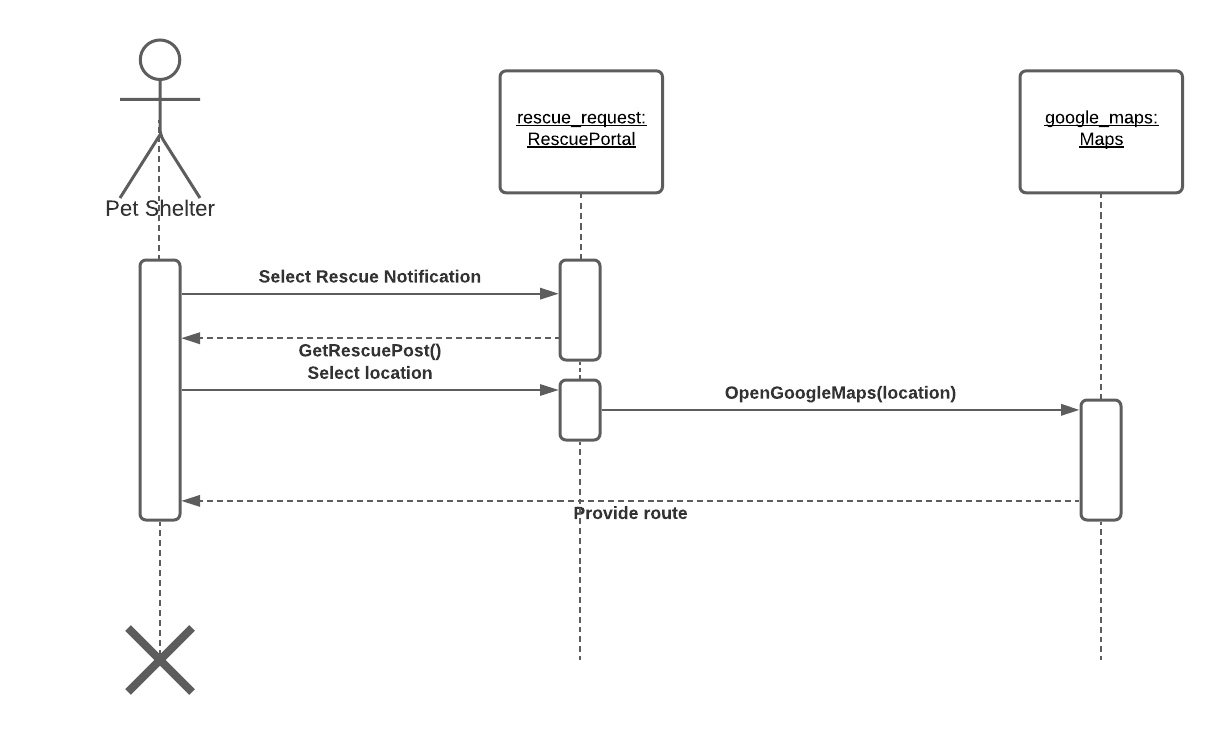 Pet Shelter
rescue_request:
RescuePortal
google_maps:
Maps
Select Rescue Notification
GetRescuePost()
Select location
OpenGoogleMaps(location)
Provide route